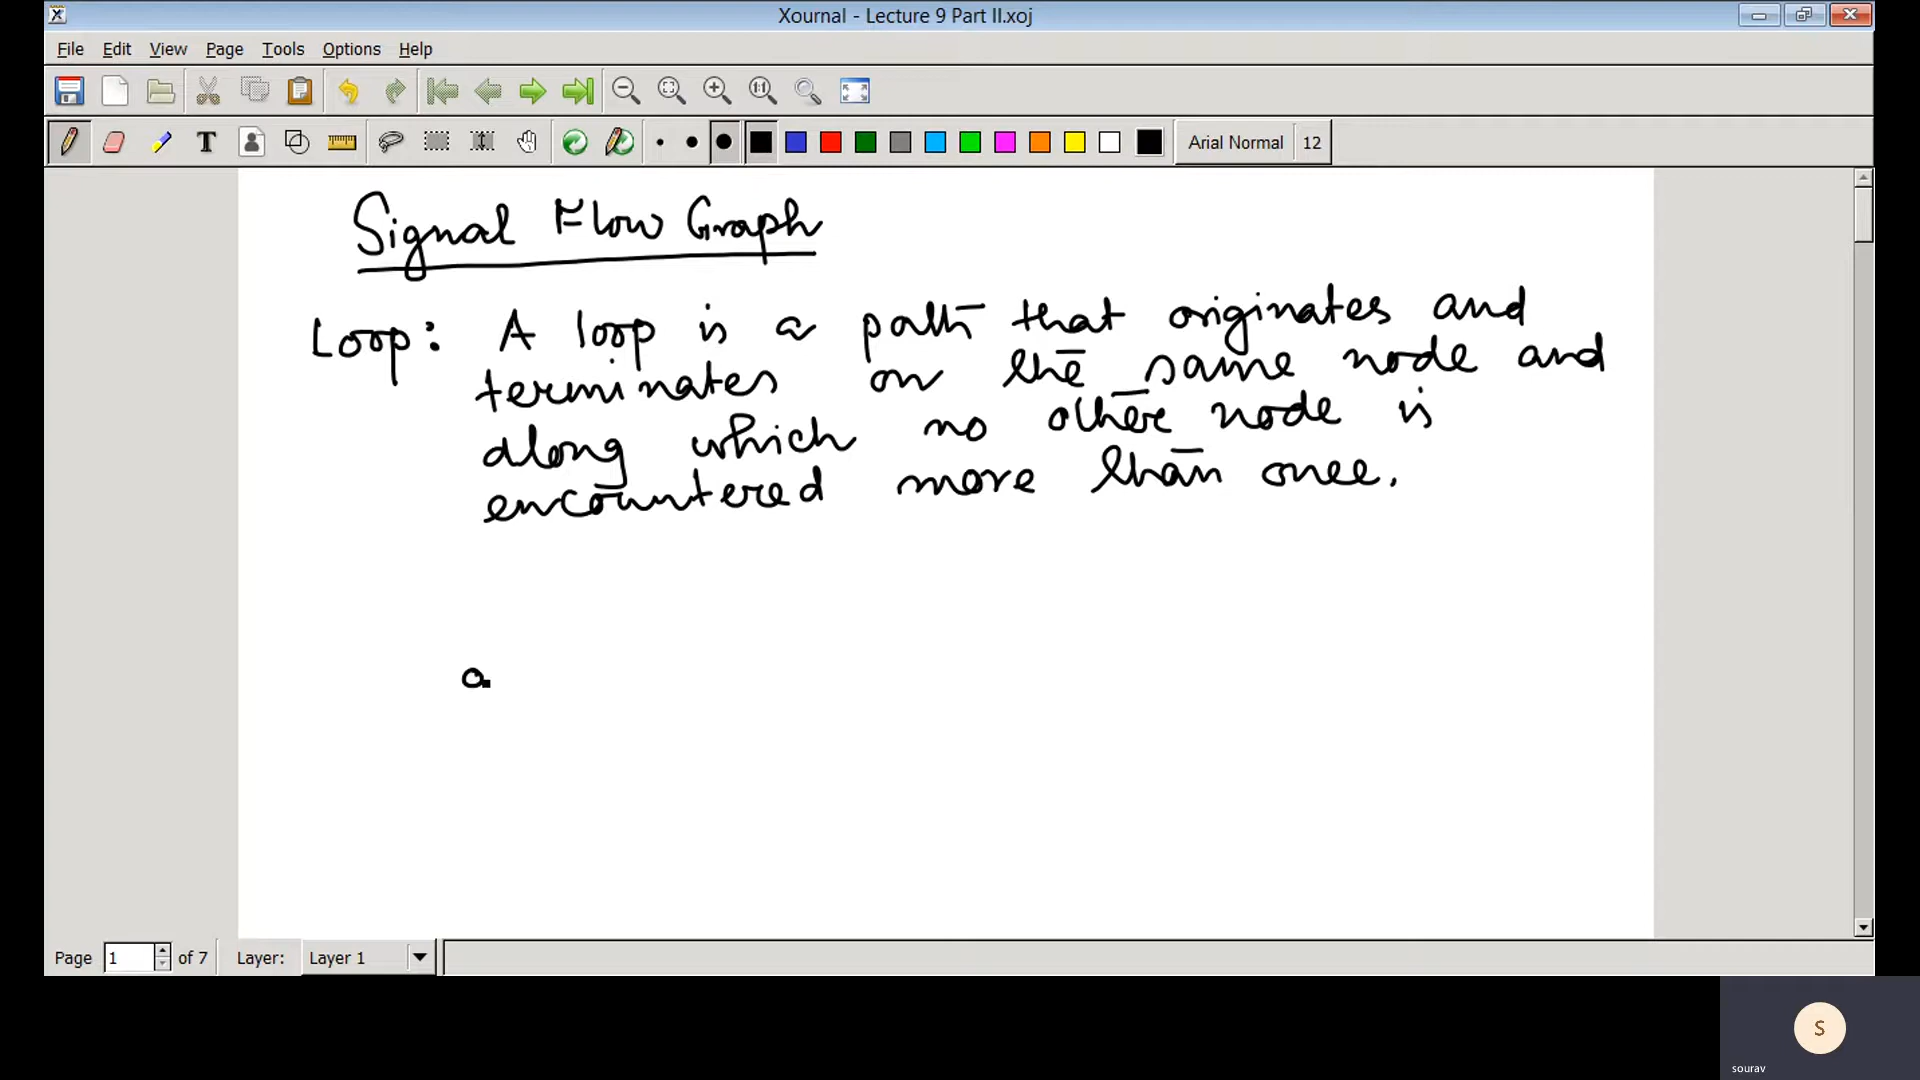 Xournal - Lecture 9 Part II.xoj
File Edit View Page Tools Options Help
Arial Normal 12
Signal Flow Graph
Loop: A loop is a path that originates and
terminates on the same node and
along which no other node is
encountered more than once.
Page 1 of 7 Layer: Layer 1
S
sourav